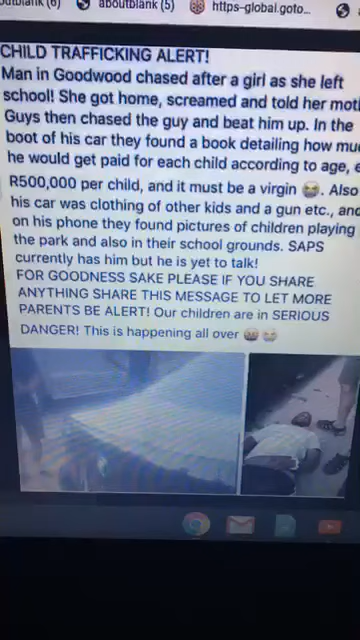 (6)
aboutblank (5)
https-global.goto...
CHILD TRAFFICKING ALERT!
Man in Goodwood chased after a girl as she left
school! She got home, screamed and told her
Guys then chased the guy and beat him up. In the
boot of his car they found a book detailing how
he would get paid for each child according to age,
R500,000 per child, and it must be a virgin 😬. Also
his car was clothing of other kids and a gun etc., and
on his phone they found pictures of children playing
the park and also in their school grounds. SAPS
currently has him but he is yet to talk!
FOR GOODNESS SAKE PLEASE IF YOU SHARE
ANYTHING SHARE THIS MESSAGE TO LET MORE
PARENTS BE ALERT! Our children are in SERIOUS
DANGER! This is happening all over